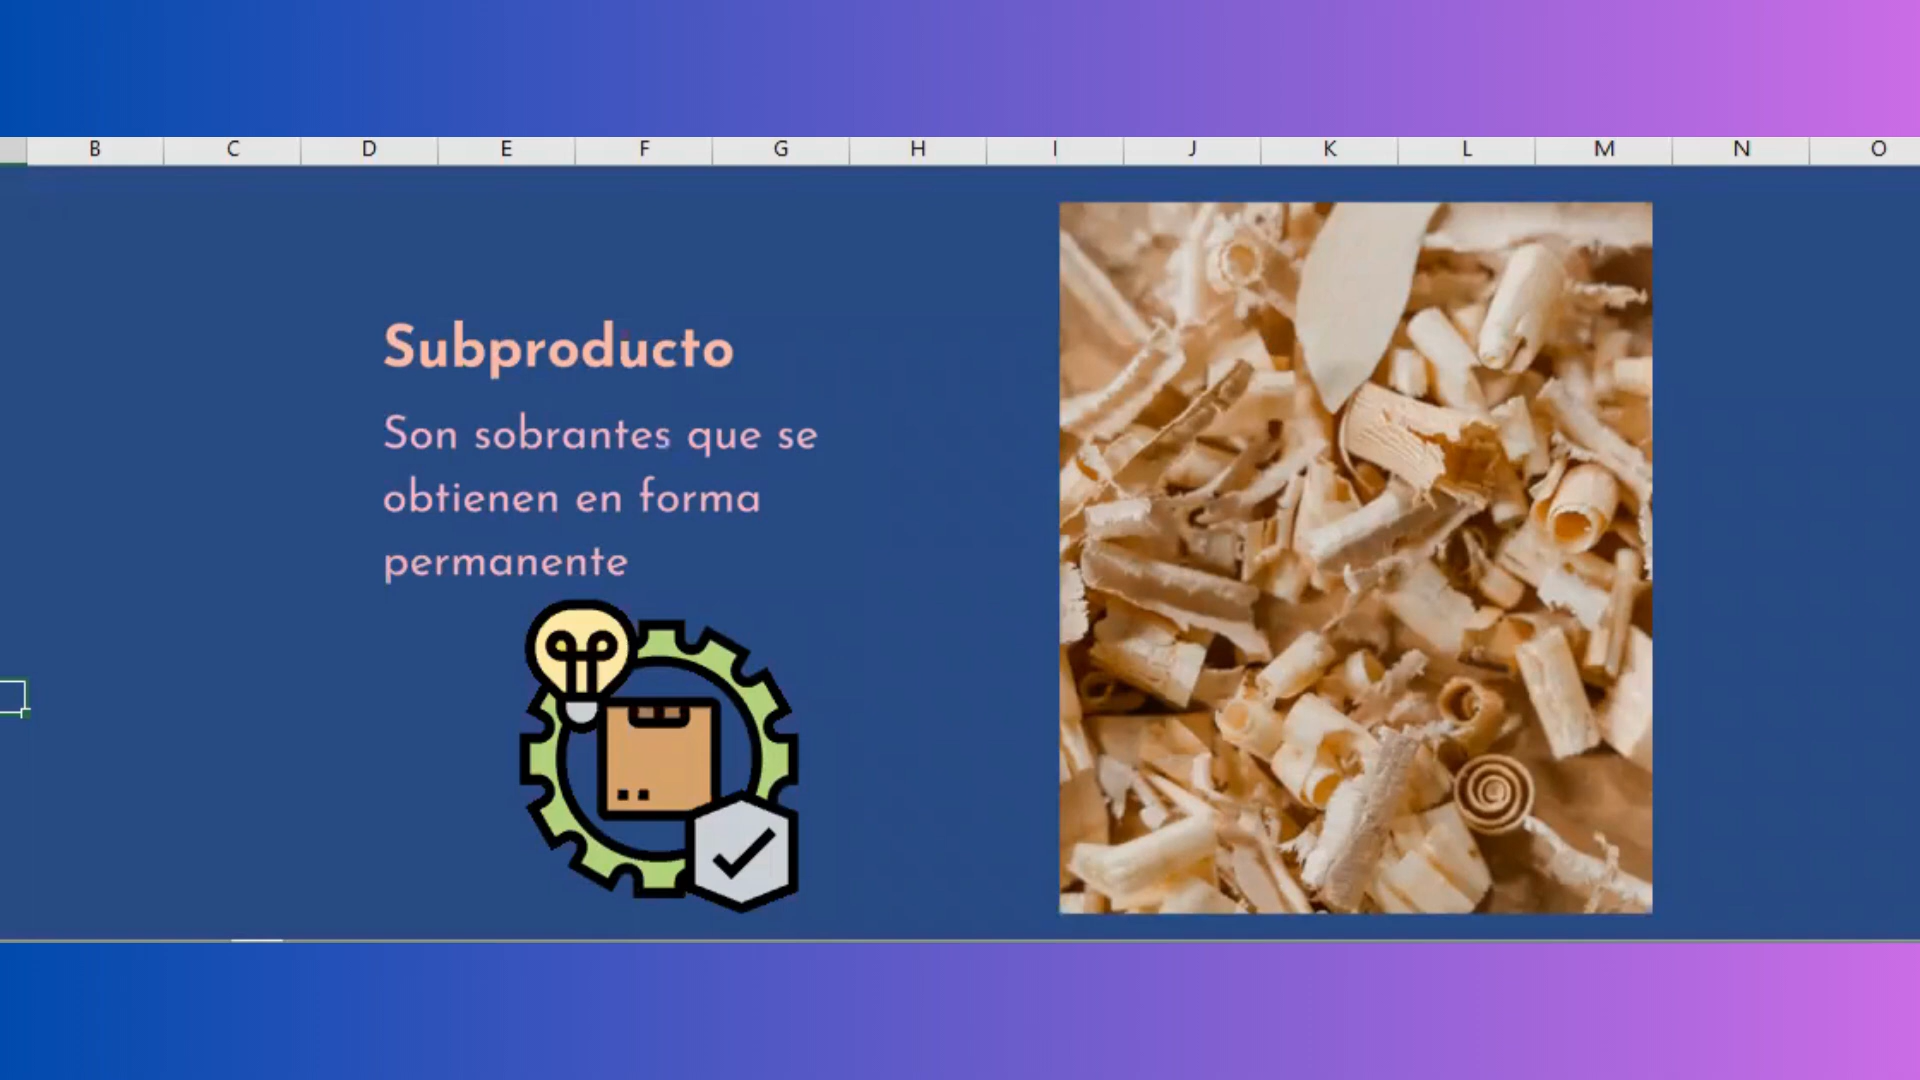 B C D E F G H I J K L M N O
Subproducto
Son sobrantes que se
obtienen en forma
permanente